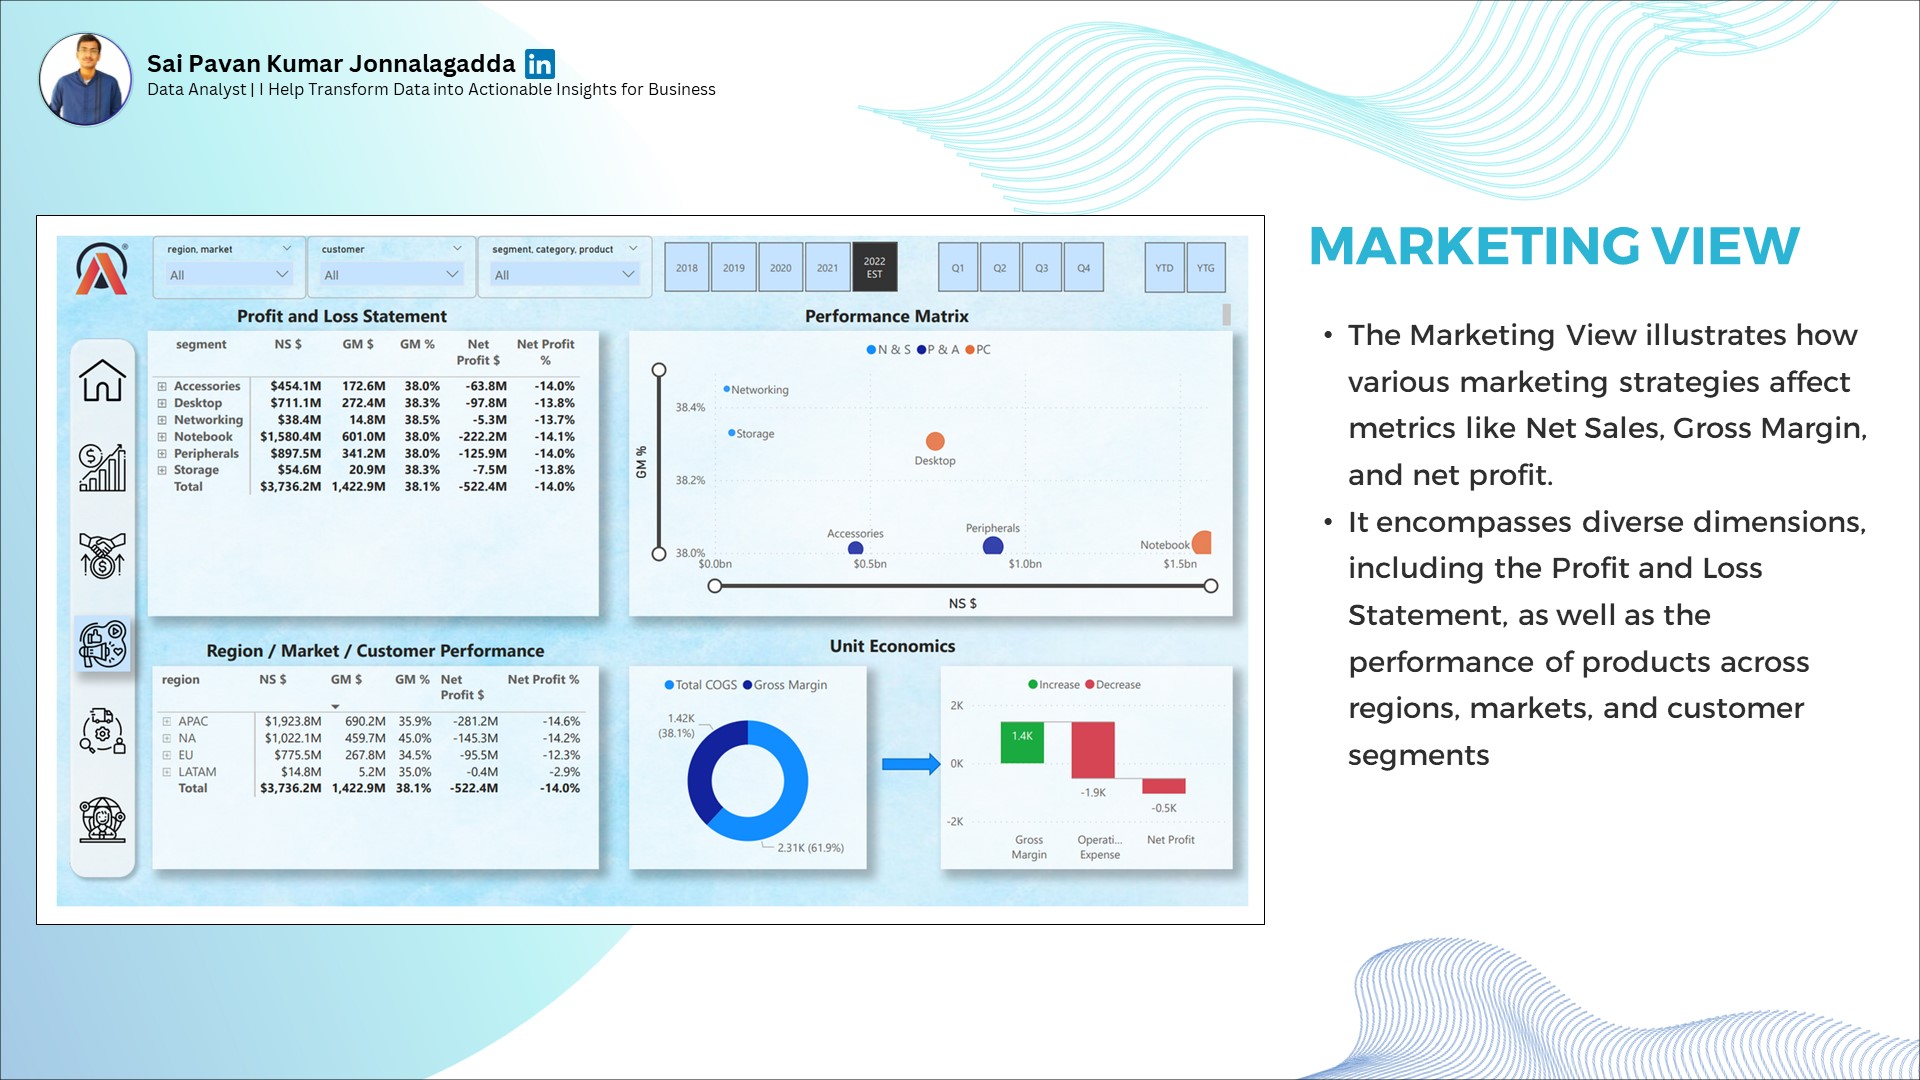 Sai Pavan Kumar Jonnalagadda in
Data Analyst | I Help Transform Data into Actionable Insights for Business
region, market
All
customer
All
segment, category, product
All
2018 2019 2020 2021 2022 EST
Q1 Q2 Q3 Q4
YTD YTG
Profit and Loss Statement
segment NS $ GM $ GM % Net Profit $ Net Profit %
Accessories $454.1M 172.6M 38.0% -63.8M -14.0%
Desktop $711.1M 272.4M 38.3% -97.8M -13.8%
Networking $38.4M 14.8M 38.5% -5.3M -13.7%
Notebook $1,580.4M 601.0M 38.0% -222.2M -14.1%
Peripherals $897.5M 341.2M 38.0% -125.9M -14.0%
Storage $54.6M 20.9M 38.3% -7.5M -13.8%
Total $3,736.2M 1,422.9M 38.1% -522.4M -14.0%
Performance Matrix
N & S P & A PC
GM %
38.4%
38.2%
38.0%
Networking
Storage
Desktop
Accessories
Peripherals
Notebook
$0.0bn $0.5bn $1.0bn $1.5bn
NS $
Region / Market / Customer Performance
region NS $ GM $ GM % Net Profit $ Net Profit %
APAC $1,923.8M 690.2M 35.9% -281.2M -14.6%
NA $1,022.1M 459.7M 45.0% -145.3M -14.2%
EU $775.5M 267.8M 34.5% -95.5M -12.3%
LATAM $14.8M 5.2M 35.0% -0.4M -2.9%
Total $3,736.2M 1,422.9M 38.1% -522.4M -14.0%
Unit Economics
Total COGS Gross Margin
1.42K
(38.1%)
2.31K (61.9%)
Increase Decrease
2K
0K
-2K
1.4K
-1.9K
-0.5K
Gross Margin
Operati... Expense
Net Profit
MARKETING VIEW
• The Marketing View illustrates how
various marketing strategies affect
metrics like Net Sales, Gross Margin,
and net profit.
• It encompasses diverse dimensions,
including the Profit and Loss
Statement, as well as the
performance of products across
regions, markets, and customer
segments